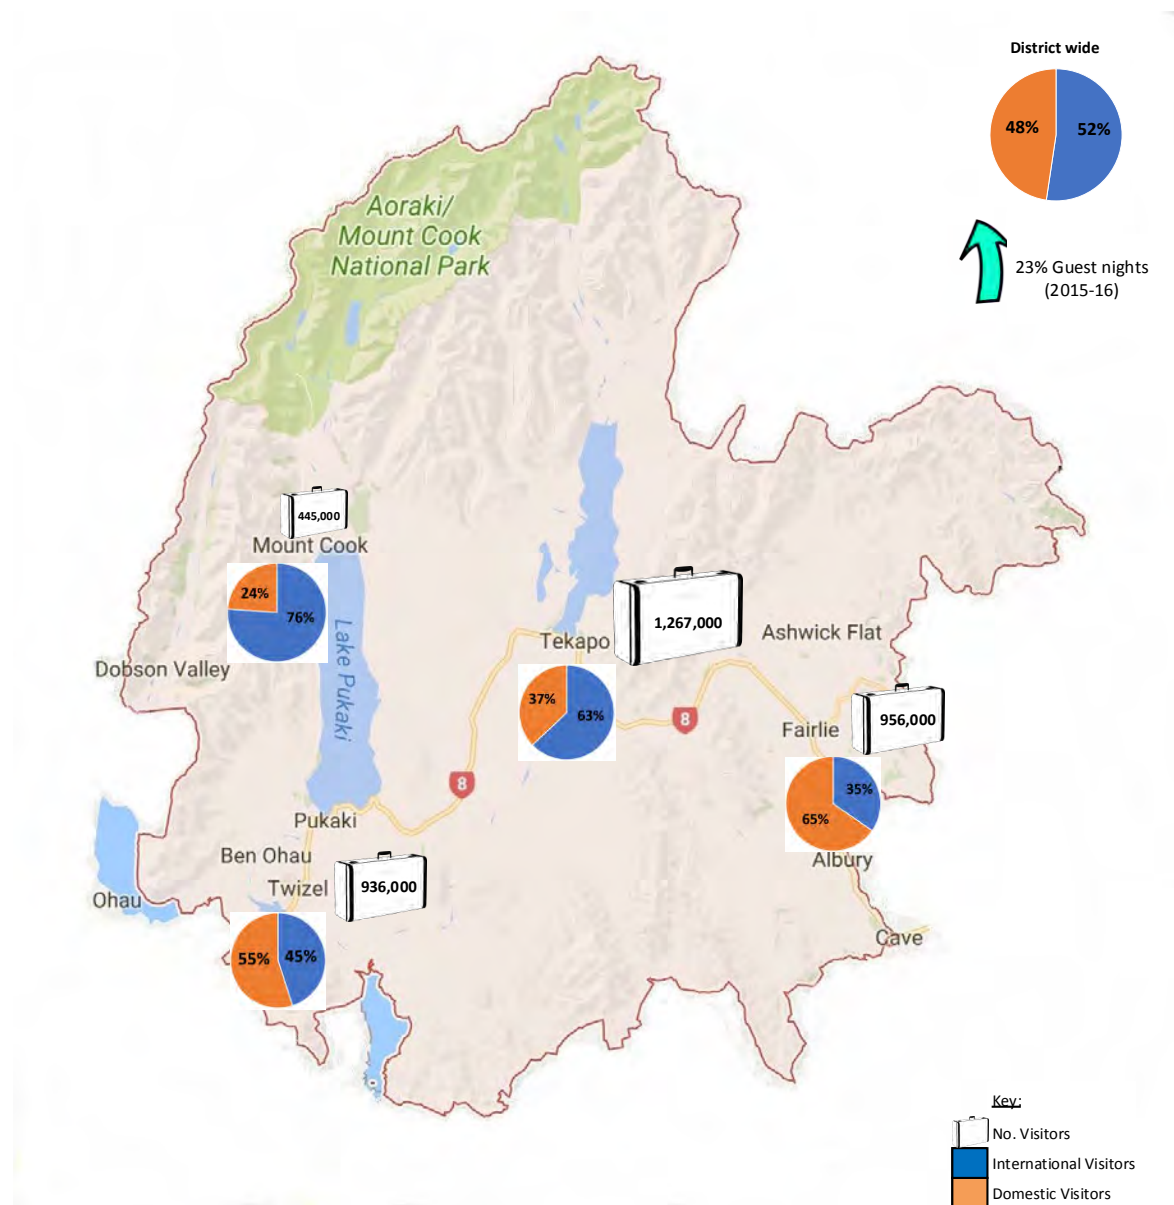 District wide
48%
52%
23% Guest nights
(2015-16)
Aoraki/
Mount Cook
National Park
445,000
Mount Cook
24%
76%
Lake Pukaki
Dobson Valley
1,267,000
Tekapo
Ashwick Flat
37%
63%
8
956,000
Fairlie
8
35%
65%
Pukaki
Albury
Ben Ohau
936,000
Twizel
Ohau
Cave
55%
45%
Key:
No. Visitors
International Visitors
Domestic Visitors